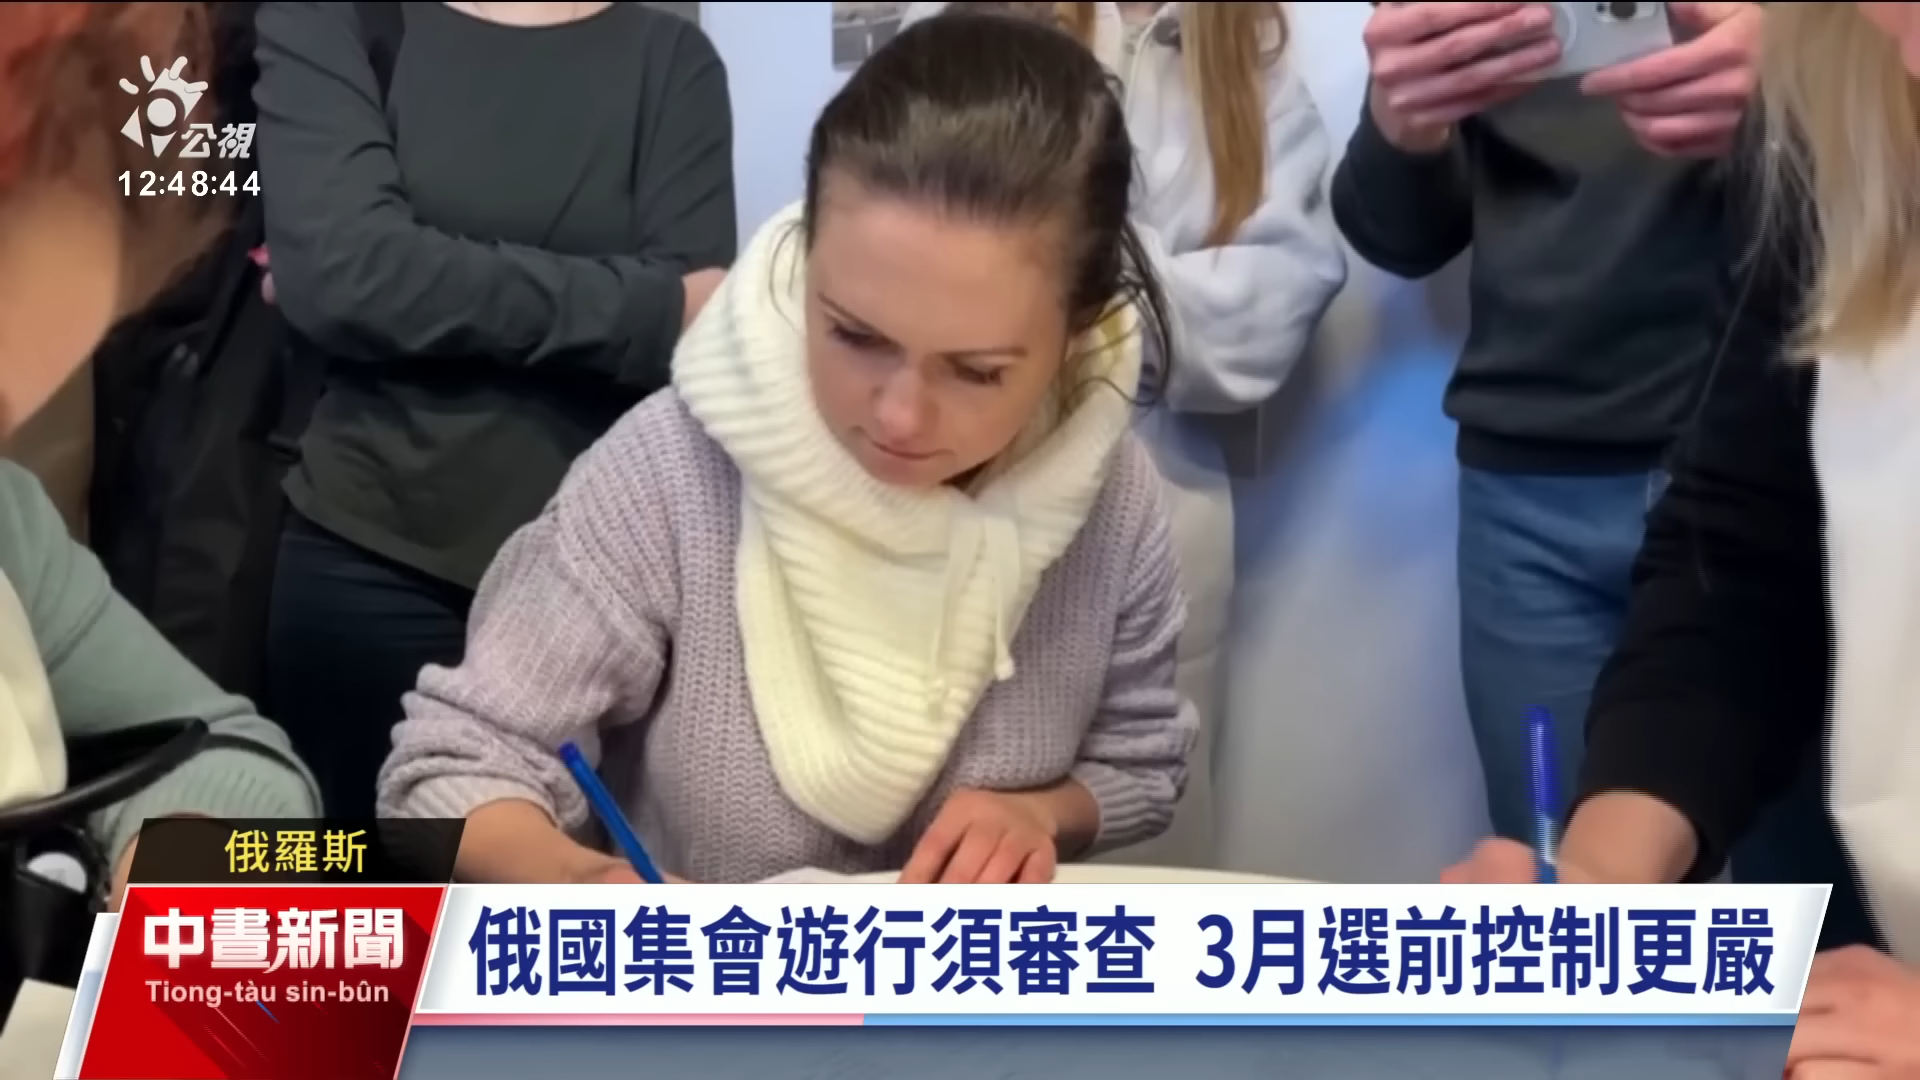 公視
12:48:44
俄羅斯
中晝新聞
Tiong-tàu sin-bûn
俄國集會遊行須審查 3月選前控制更嚴